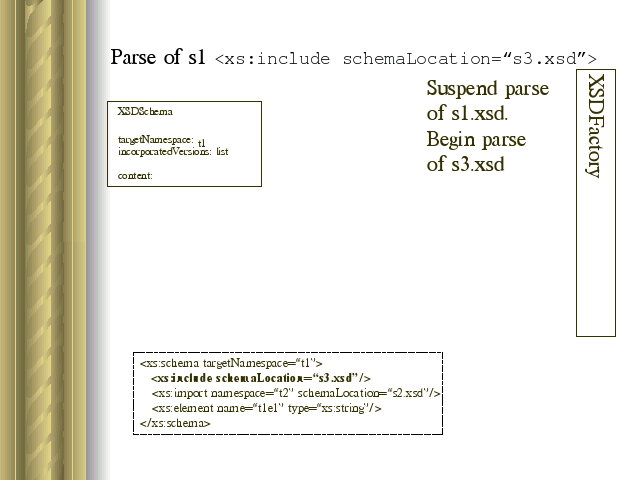 Parse of s1 <xs:include schemaLocation=“s3.xsd”>
Suspend parse
of s1.xsd.
Begin parse
of s3.xsd
XSDFactory
XSDSchema
targetNamespace: t1
incorporatedVersions: list
content:
<xs:schema targetNamespace=“t1”>
<xs:include schemaLocation=“s3.xsd”/>
<xs:import namespace=“t2” schemaLocation=“s2.xsd”/>
<xs:element name=“t1e1” type=“xs:string”/>
</xs:schema>